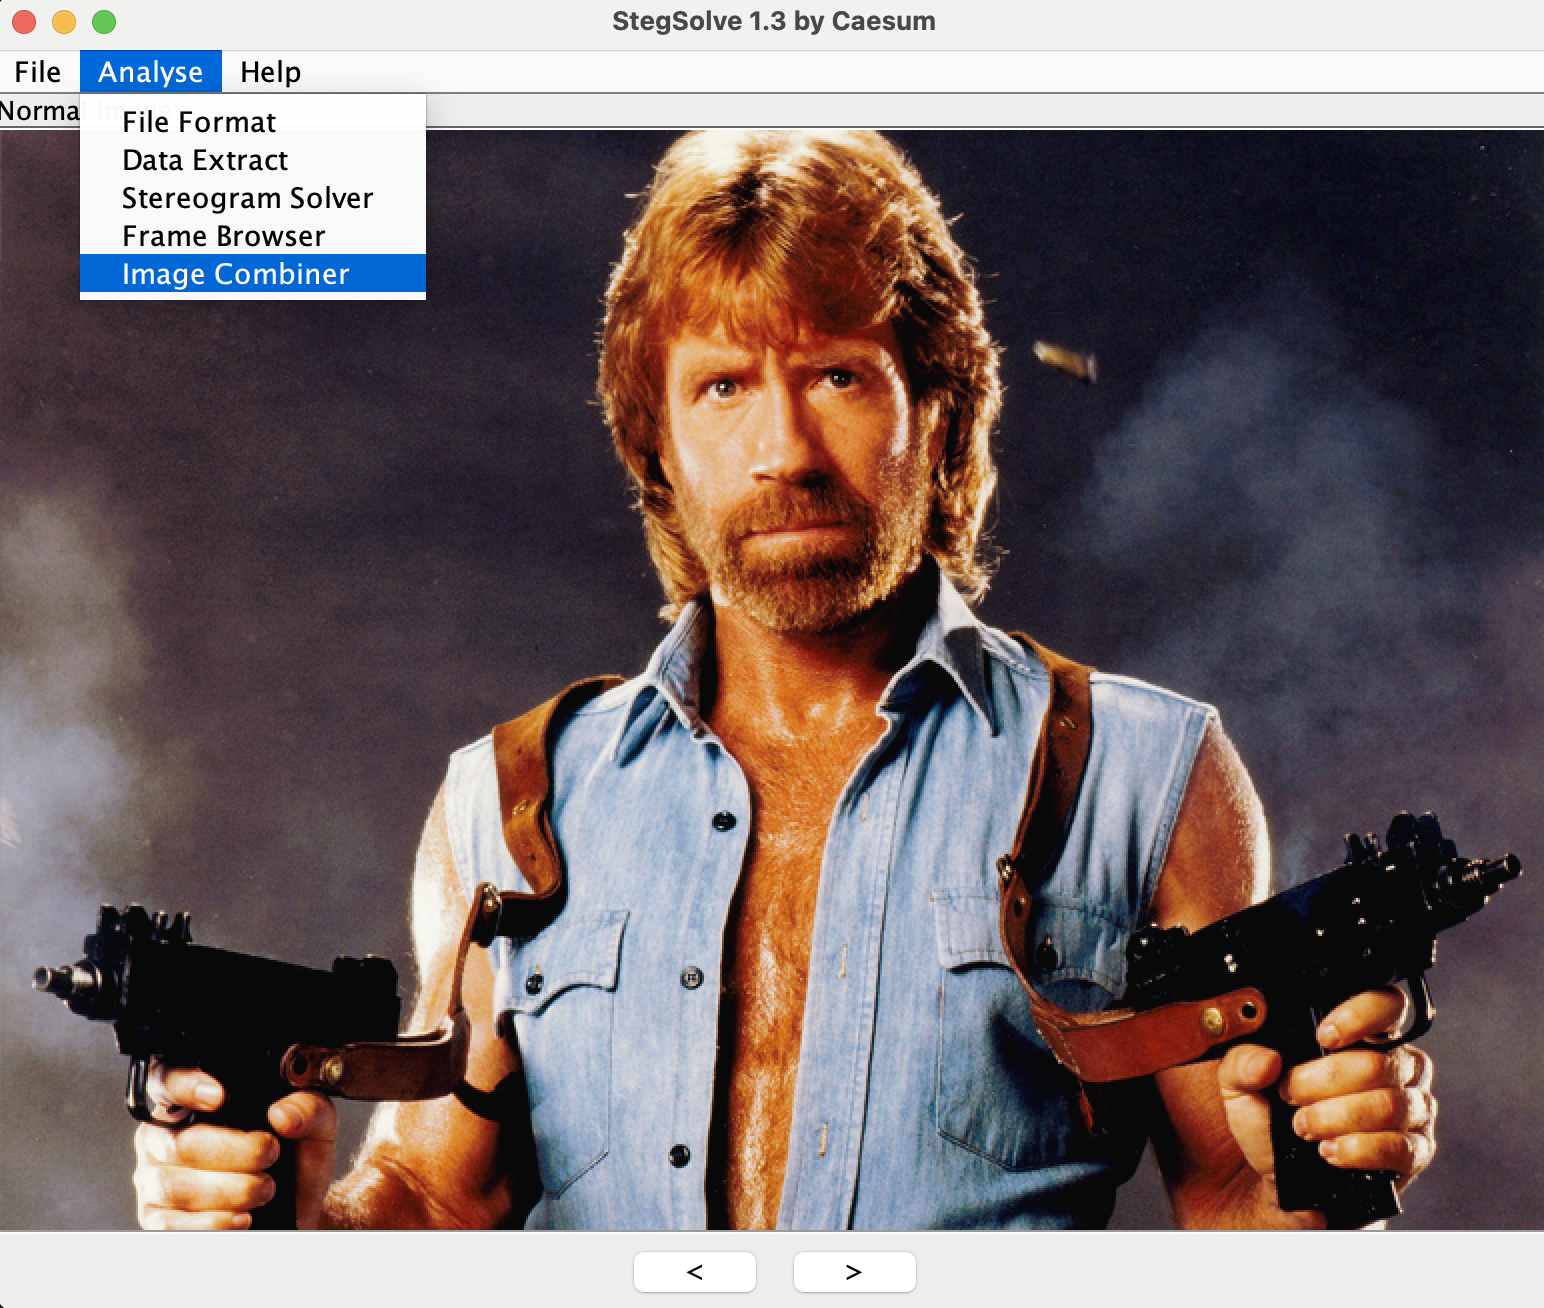 StegSolve 1.3 by Caesum
File Analyse Help
Normal Image
File Format
Data Extract
Stereogram Solver
Frame Browser
Image Combiner
< >